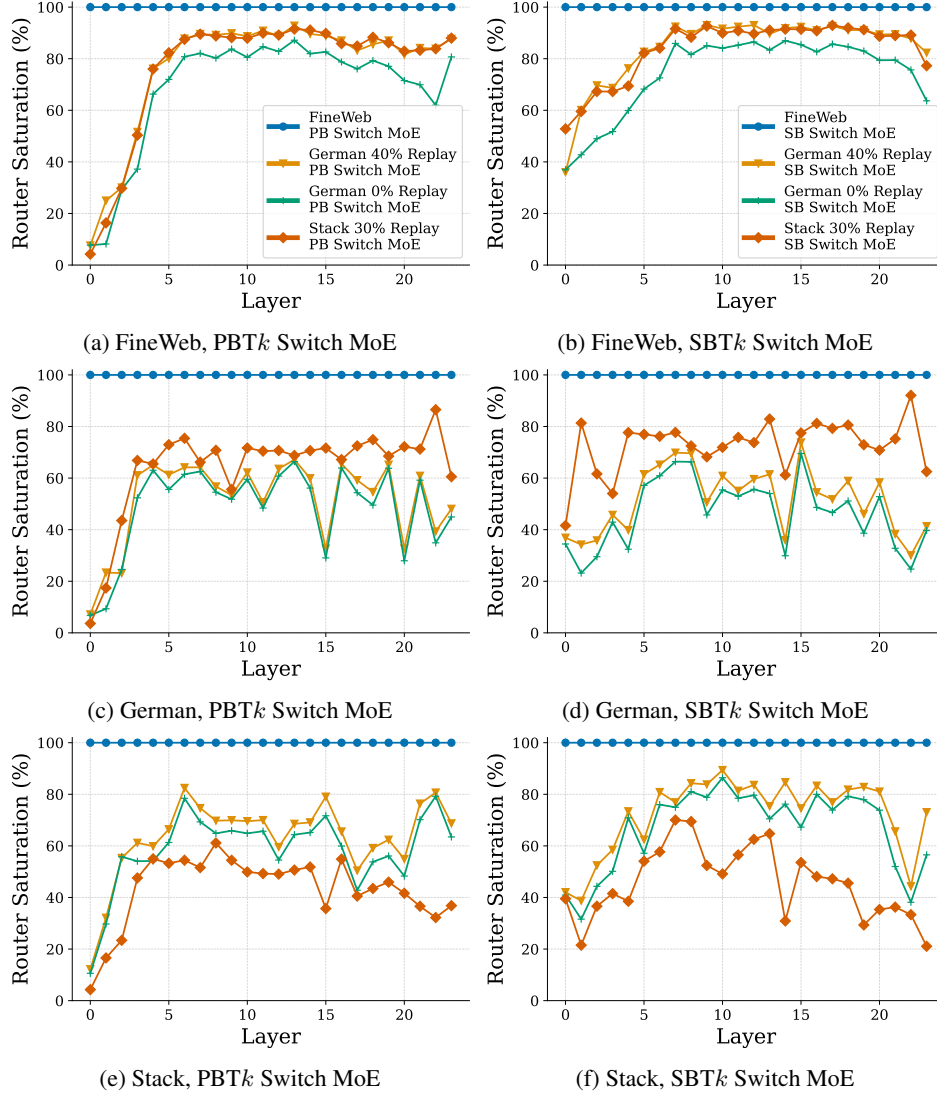 100
80
60
40
20
0
Router Saturation (%)
FineWeb
PB Switch MoE
German 40% Replay
PB Switch MoE
German 0% Replay
PB Switch MoE
Stack 30% Replay
PB Switch MoE
0 5 10 15 20
Layer
(a) FineWeb, PBTk Switch MoE
100
80
60
40
20
0
Router Saturation (%)
FineWeb
SB Switch MoE
German 40% Replay
SB Switch MoE
German 0% Replay
SB Switch MoE
Stack 30% Replay
SB Switch MoE
0 5 10 15 20
Layer
(b) FineWeb, SBTk Switch MoE
100
80
60
40
20
0
Router Saturation (%)
0 5 10 15 20
Layer
(c) German, PBTk Switch MoE
100
80
60
40
20
0
Router Saturation (%)
0 5 10 15 20
Layer
(d) German, SBTk Switch MoE
100
80
60
40
20
0
Router Saturation (%)
0 5 10 15 20
Layer
(e) Stack, PBTk Switch MoE
100
80
60
40
20
0
Router Saturation (%)
0 5 10 15 20
Layer
(f) Stack, SBTk Switch MoE